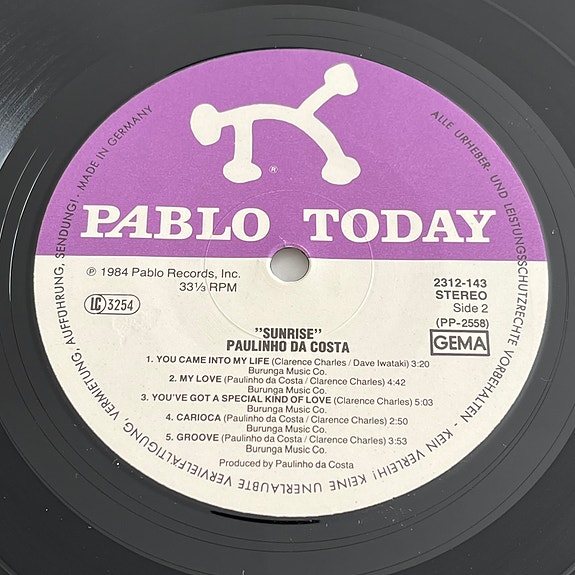 ®
PABLO TODAY
℗ 1984 Pablo Records, Inc.
33⅓ RPM
LC 3254
2312-143
STEREO
Side 2
(PP-2558)
GEMA
"SUNRISE"
PAULINHO DA COSTA
1. YOU CAME INTO MY LIFE (Clarence Charles / Dave Iwataki) 3:20
Burunga Music Co.
2. MY LOVE (Paulinho da Costa / Clarence Charles) 4:42
Burunga Music Co.
3. YOU'VE GOT A SPECIAL KIND OF LOVE (Clarence Charles) 5:03
Burunga Music Co.
4. CARIOCA (Paulinho da Costa / Clarence Charles) 2:50
Burunga Music Co.
5. GROOVE (Paulinho da Costa / Clarence Charles) 3:53
Burunga Music Co.
Produced by Paulinho da Costa
ALLE URHEBER- UND LEISTUNGSSCHUTZRECHTE VORBEHALTEN - KEIN VERLEIH! KEINE UNERLAUBTE VERVIELFÄLTIGUNG, VERMIETUNG, AUFFÜHRUNG, SENDUNG! · MADE IN GERMANY